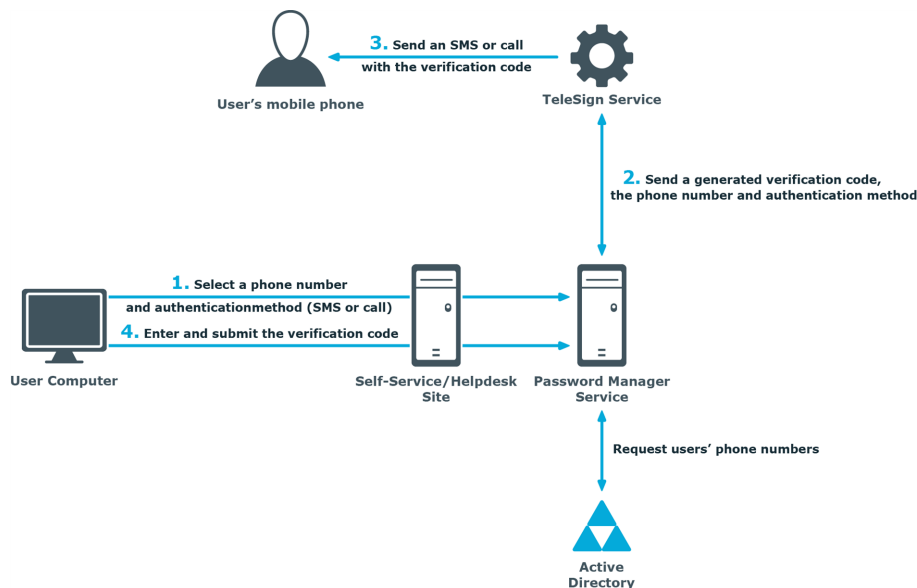 3. Send an SMS or call
with the verification code
User's mobile phone
TeleSign Service
2. Send a generated verification code,
the phone number and authentication method
1. Select a phone number
and authenticationmethod (SMS or call)
4. Enter and submit the verification code
User Computer
Self-Service/Helpdesk
Site
Password Manager
Service
Request users' phone numbers
Active
Directory